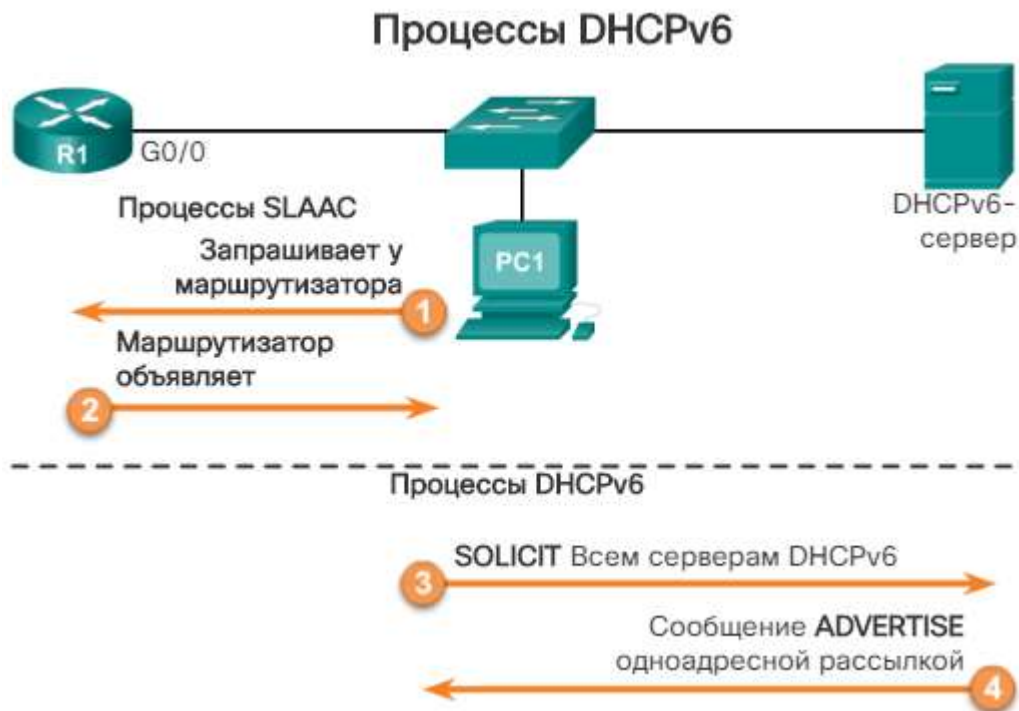 Процессы DHCPv6
R1
G0/0
DHCPv6-
сервер
Процессы SLAAC
PC1
Запрашивает у
маршрутизатора
1
Маршрутизатор
объявляет
2
Процессы DHCPv6
SOLICIT Всем серверам DHCPv6
3
Сообщение ADVERTISE
одноадресной рассылкой
4